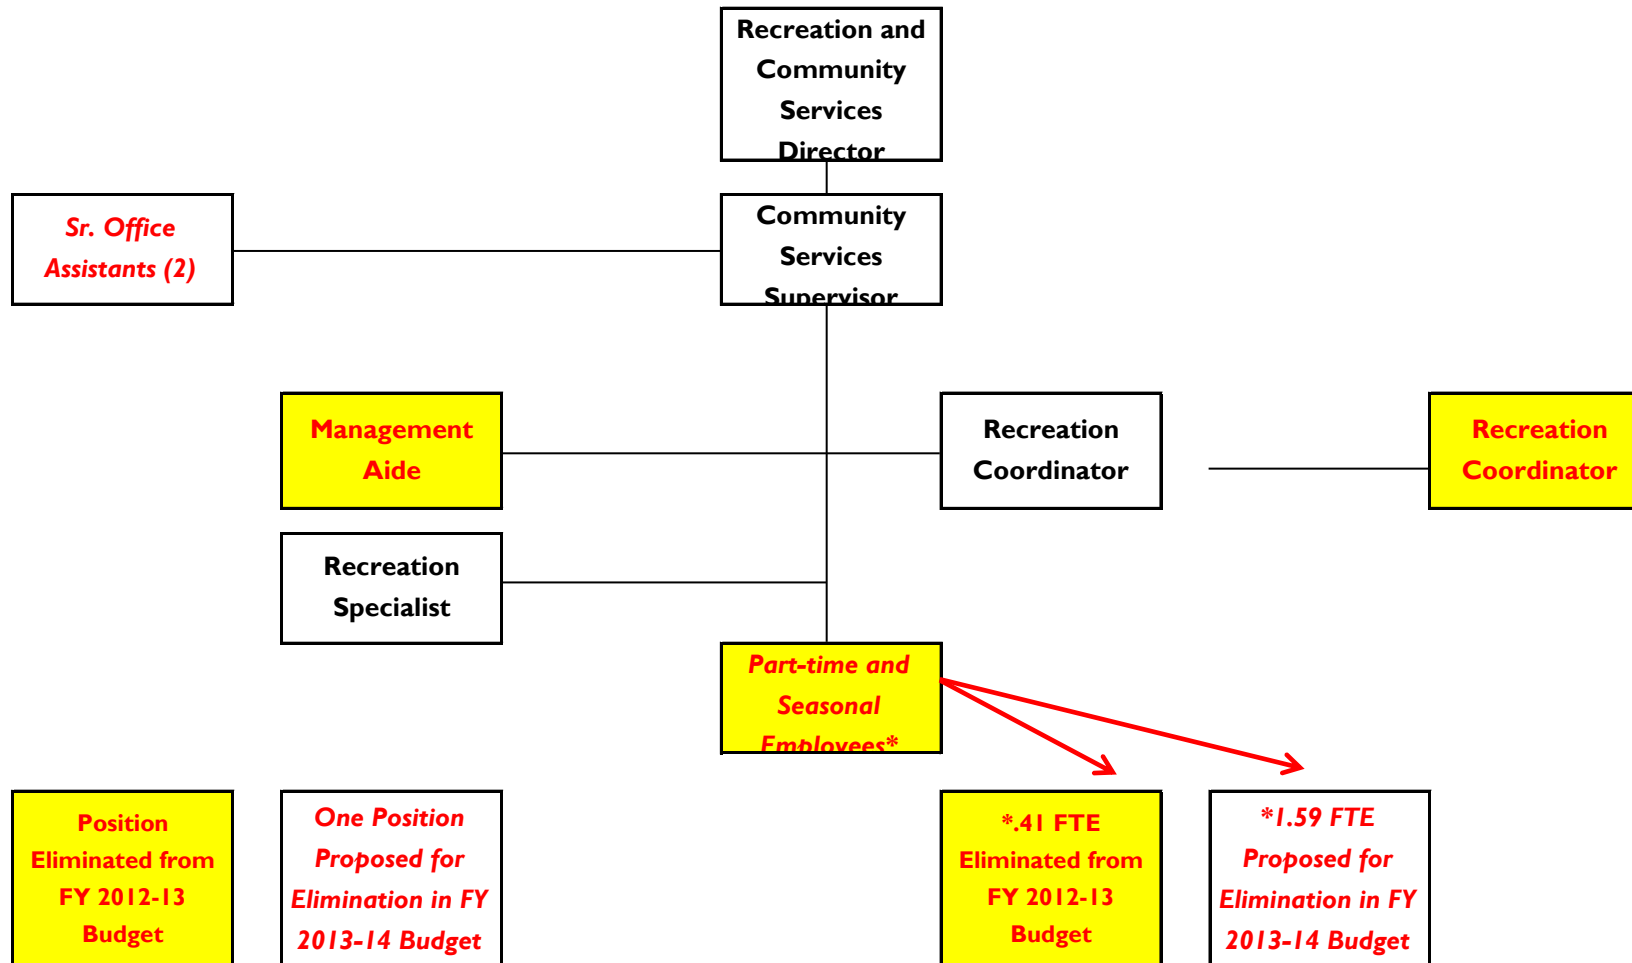 Recreation and
Community
Services
Director
Sr. Office
Assistants (2)
Community
Services
Supervisor
Management
Aide
Recreation
Coordinator
Recreation
Coordinator
Recreation
Specialist
Part-time and
Seasonal
Employees*
Position
Eliminated from
FY 2012-13
Budget
One Position
Proposed for
Elimination in FY
2013-14 Budget
*.41 FTE
Eliminated from
FY 2012-13
Budget
*1.59 FTE
Proposed for
Elimination in FY
2013-14 Budget